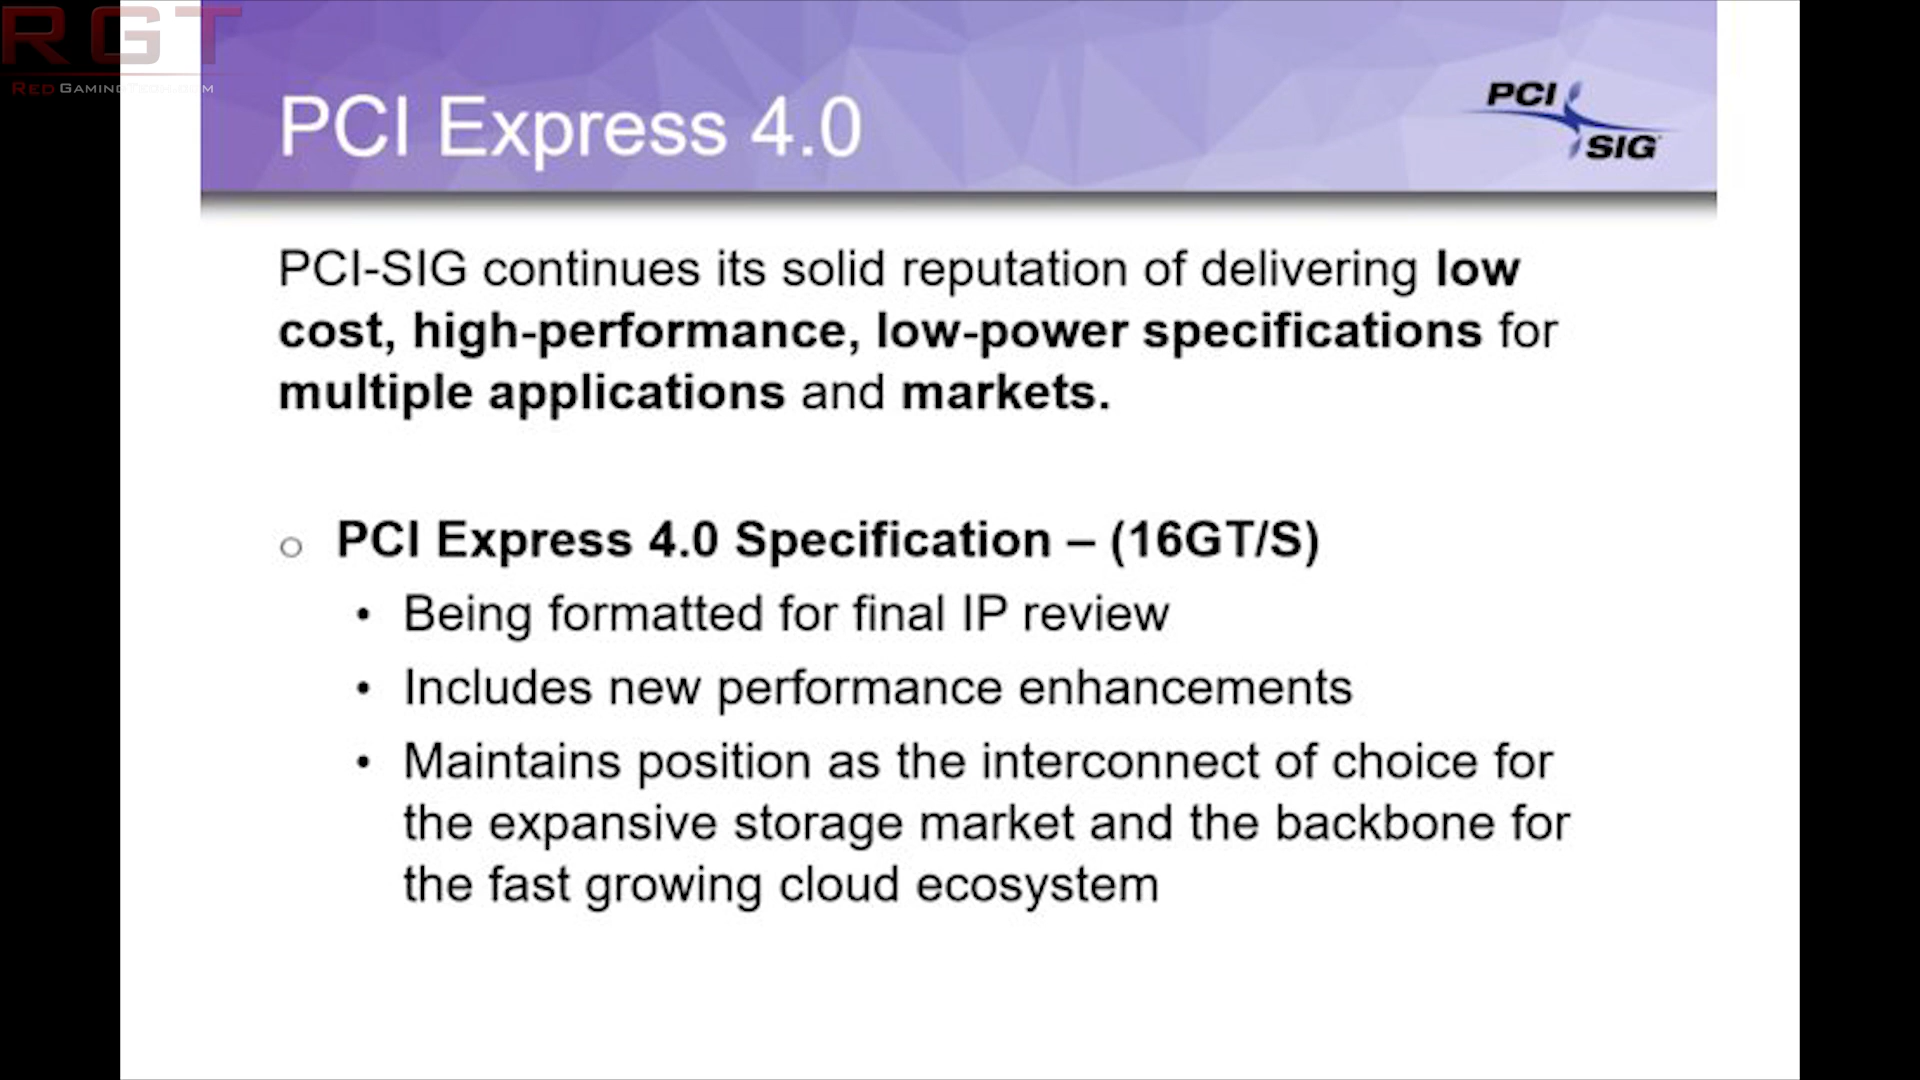 RGT
RedGamingTech.com
PCI Express 4.0
PCI
SIG
PCI-SIG continues its solid reputation of delivering low
cost, high-performance, low-power specifications for
multiple applications and markets.
○ PCI Express 4.0 Specification – (16GT/S)
• Being formatted for final IP review
• Includes new performance enhancements
• Maintains position as the interconnect of choice for
the expansive storage market and the backbone for
the fast growing cloud ecosystem